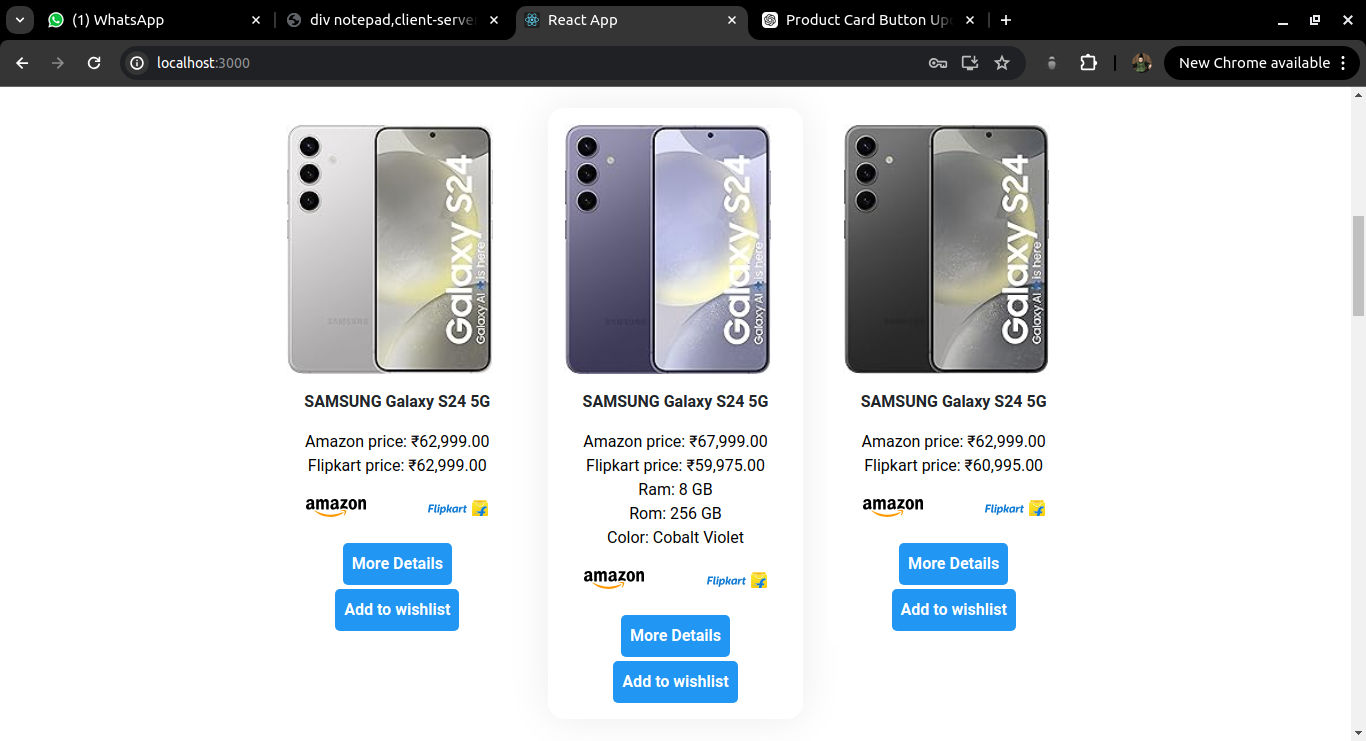 (1) WhatsApp
div notepad,client-serve
React App
Product Card Button Up
localhost:3000
New Chrome available
Galaxy S24
Galaxy AI is here
SAMSUNG
Galaxy S24
Galaxy AI is here
SAMSUNG
Galaxy S24
Galaxy AI is here
SAMSUNG
SAMSUNG Galaxy S24 5G
Amazon price: ₹62,999.00
Flipkart price: ₹62,999.00
amazon
Flipkart
More Details
Add to wishlist
SAMSUNG Galaxy S24 5G
Amazon price: ₹67,999.00
Flipkart price: ₹59,975.00
Ram: 8 GB
Rom: 256 GB
Color: Cobalt Violet
amazon
Flipkart
More Details
Add to wishlist
SAMSUNG Galaxy S24 5G
Amazon price: ₹62,999.00
Flipkart price: ₹60,995.00
amazon
Flipkart
More Details
Add to wishlist